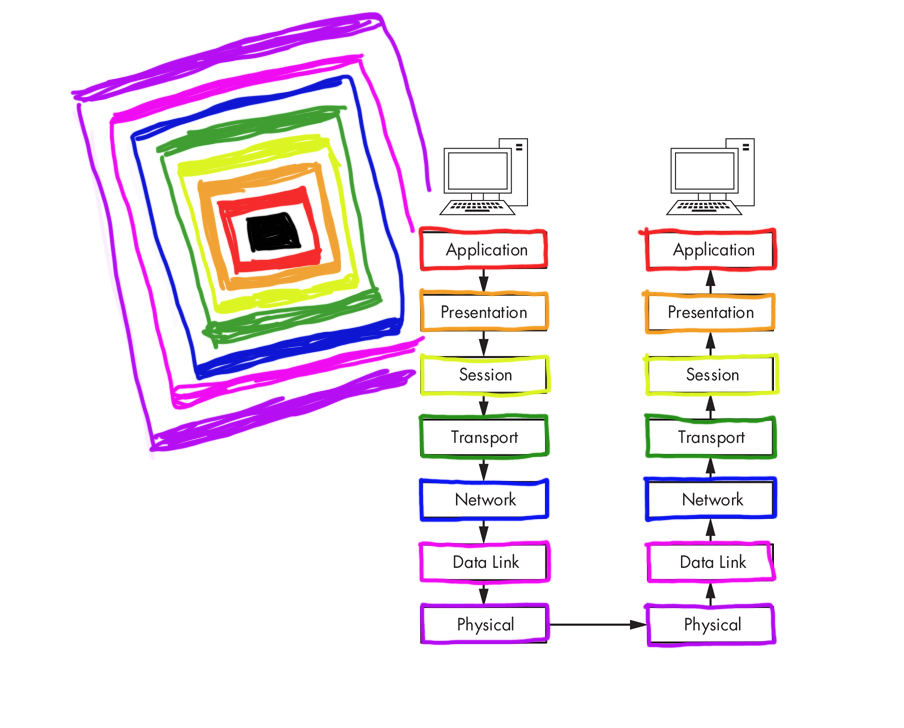 Application
Application
Presentation
Presentation
Session
Session
Transport
Transport
Network
Network
Data Link
Data Link
Physical
Physical